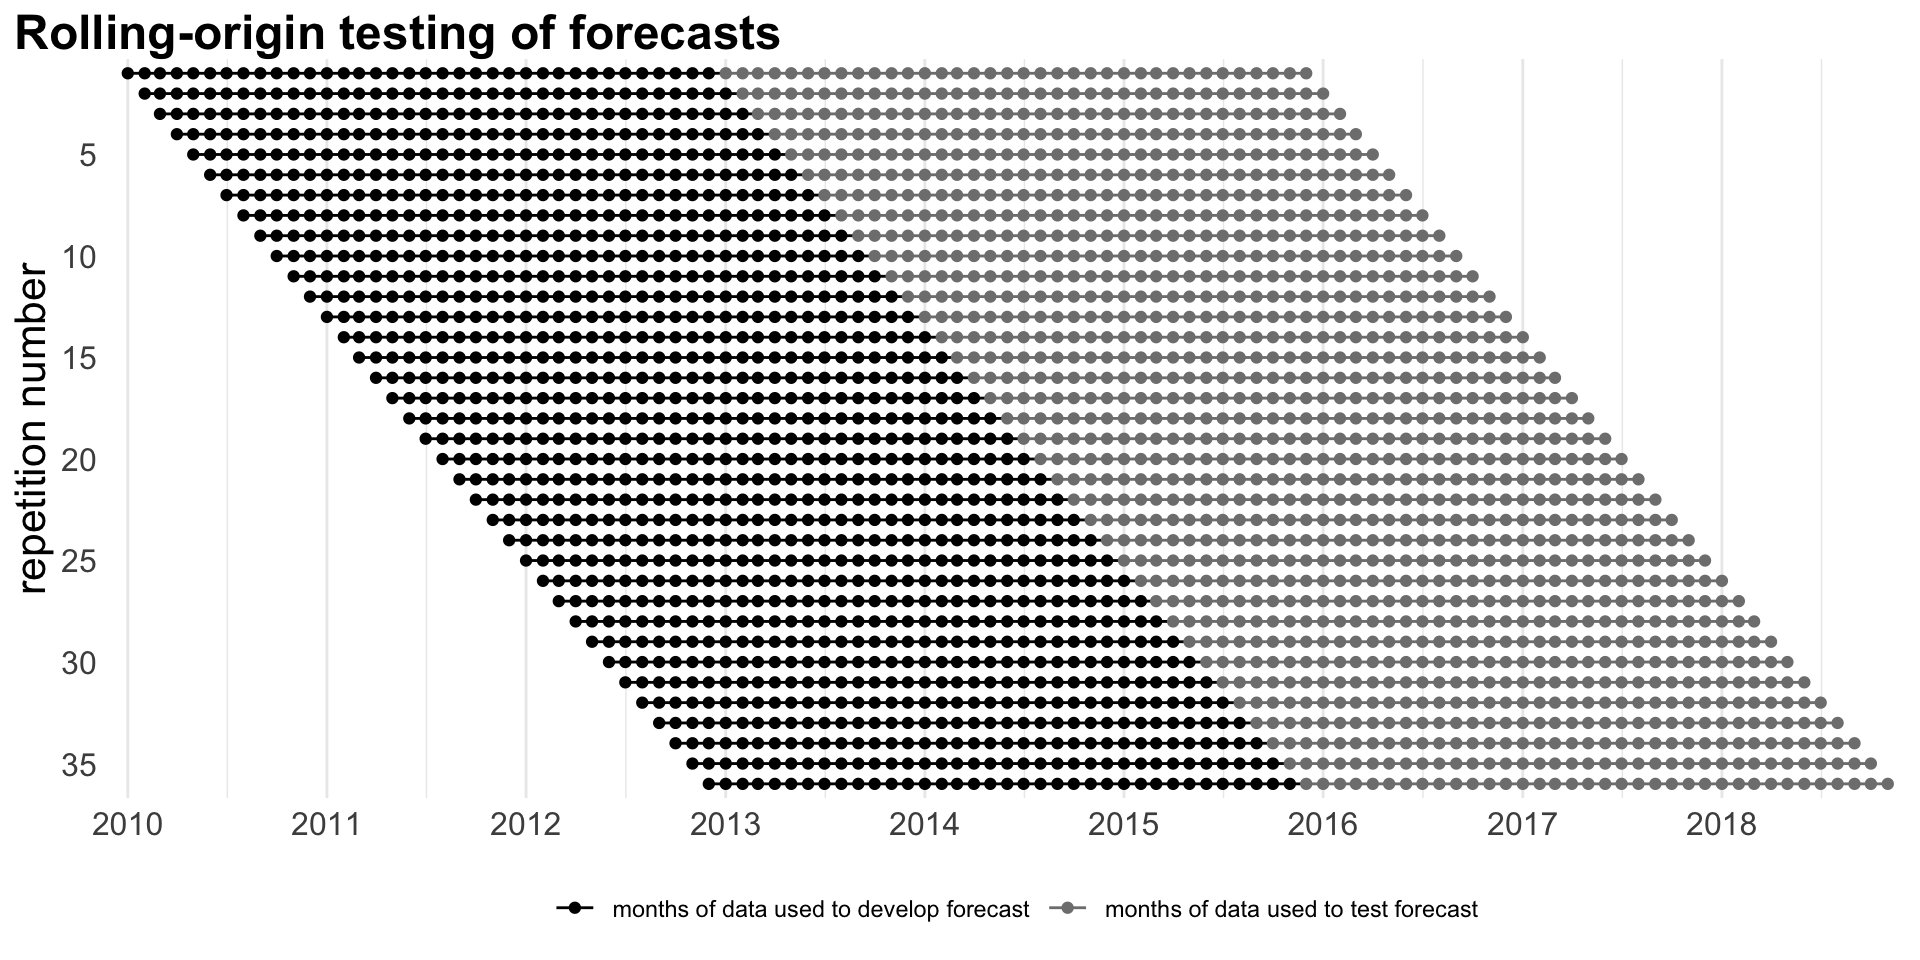 Rolling-origin testing of forecasts
repetition number
5
10
15
20
25
30
35
2010 2011 2012 2013 2014 2015 2016 2017 2018
months of data used to develop forecast months of data used to test forecast